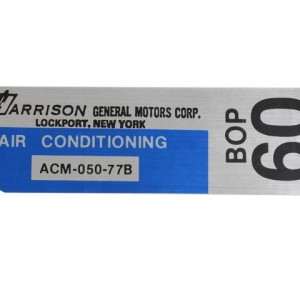 HARRISON GENERAL MOTORS CORP.
LOCKPORT, NEW YORK
AIR CONDITIONING
ACM-050-77B
BOP
60